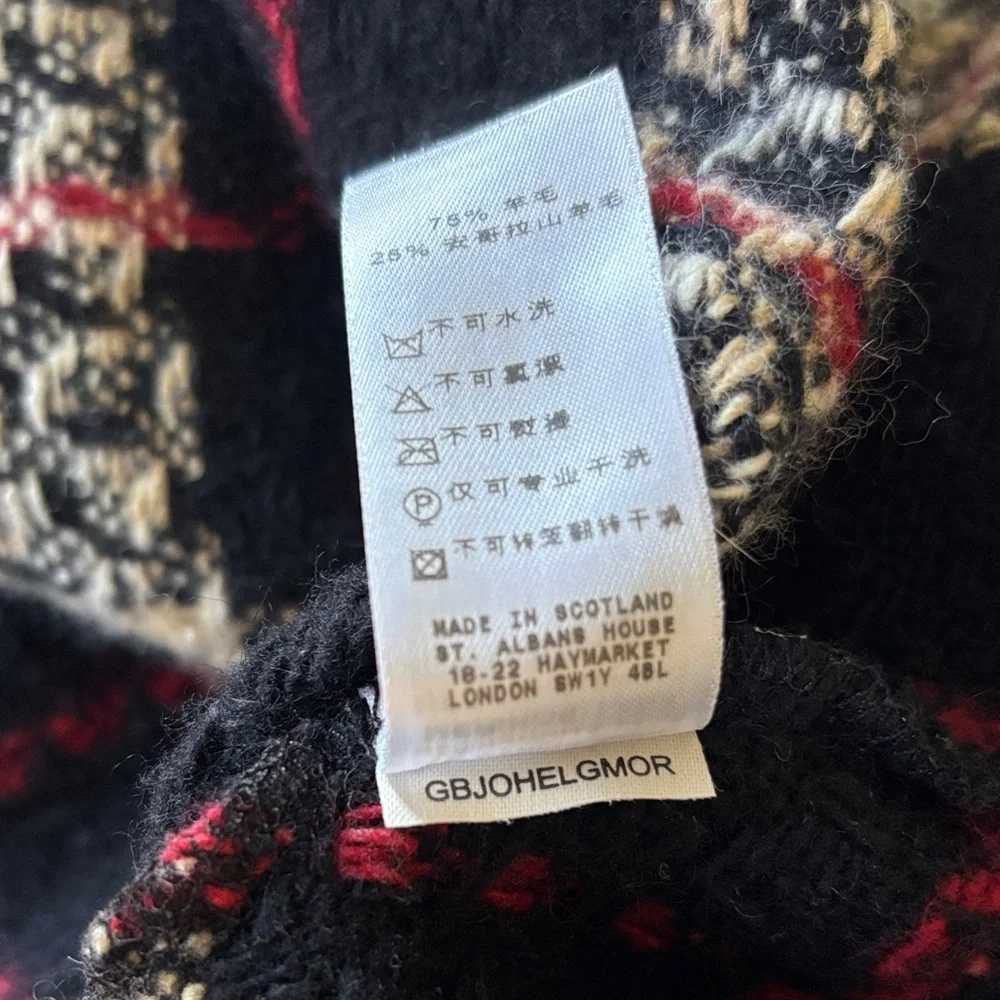 75% 羊毛
25% 安哥拉山羊毛
不可水洗
不可氯漂
不可熨烫
P 仅可专业干洗
不可转笼翻转干燥
MADE IN SCOTLAND
ST. ALBANS HOUSE
18-22 HAYMARKET
LONDON SW1Y 4BL
GBJOHELGMOR